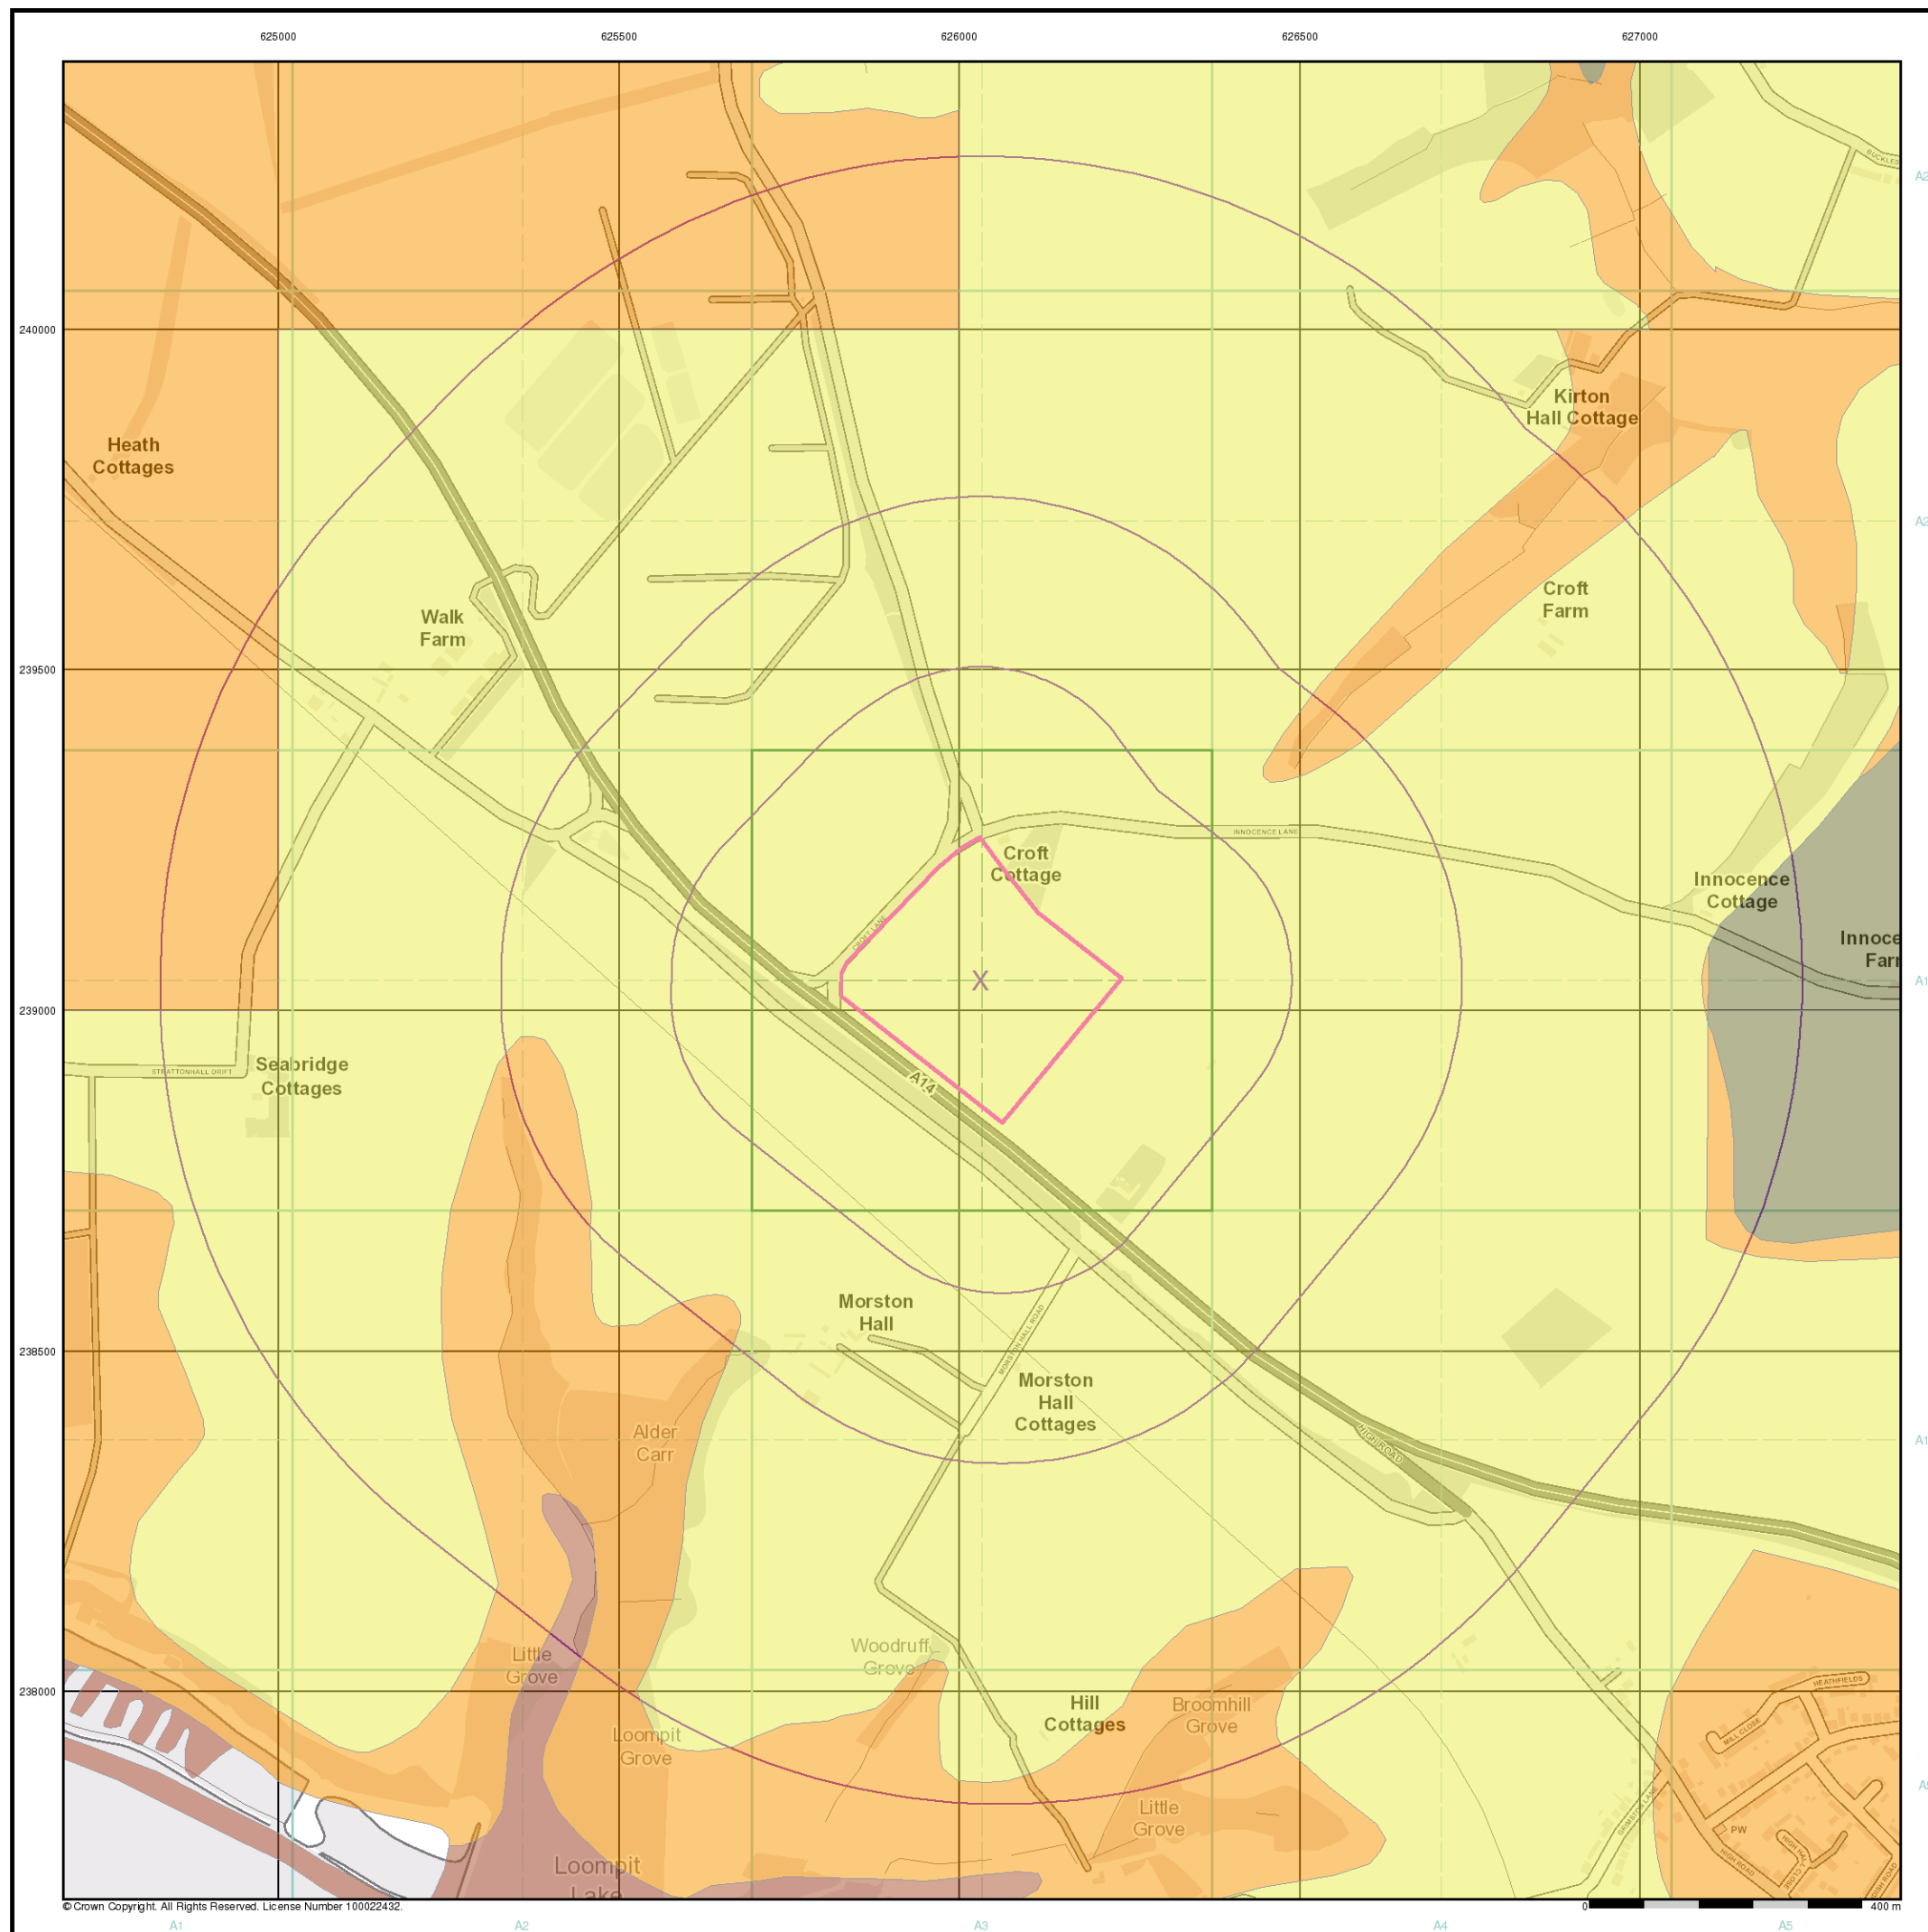 625000
625500
626000
626500
627000
240000
239500
239000
238500
238000
Heath
Cottages
Kirton
Hall Cottage
Croft
Farm
Walk
Farm
INNOCENCE LANE
Croft
Cottage
Innocence
Cottage
CROFT LANE
X
Seabridge
Cottages
STRATTONHALL DRIFT
A14
Morston
Hall
MORSTON HALL ROAD
Morston
Hall
Cottages
Alder
Carr
HIGH ROAD
Little
Grove
Woodruff
Grove
Hill
Cottages
Broomhill
Grove
Loompit
Grove
Little
Grove
HEATHFIELDS
MILL CLOSE
GRIMSTON LANE
PW
HIGH ROAD
Loompit
Lake
© Crown Copyright. All Rights Reserved. License Number 100022432.
0
400 m
A1
A2
A3
A4
A5